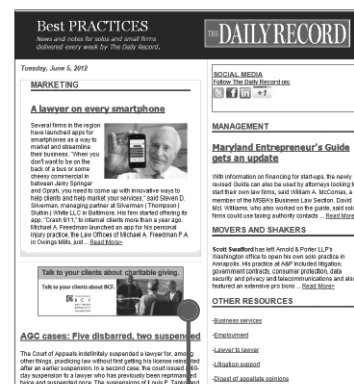 Best PRACTICES
News and notes for solos and small firms
delivered every week by The Daily Record.
THE DAILY RECORD
Tuesday, June 5, 2012
MARKETING
A lawyer on every smartphone
Several firms in the region
have launched apps for
smartphones as a way to
market and streamline
their business. "When you
don't want to be on the
back of a bus or some
cheesy commercial in
between Jerry Springer
and Oprah, you need to come up with innovative ways to
help clients and help market your services," said Steven D.
Silverman, managing partner at Silverman | Thompson |
Slutkin | White LLC in Baltimore. His firm started offering its
app, "Crash 911," to internal clients more than a year ago.
Michael A. Freedman launched an app for his personal
injury practice, the Law Offices of Michael A. Freedman P.A.
in Owings Mills, just ... Read More»
Talk to your clients about charitable giving.
Talk to your clients about BCF.
BCF
AGC cases: Five disbarred, two suspended
The Court of Appeals indefinitely suspended a lawyer for, among
other things, practicing law without first getting his license reinstated
after an earlier suspension. In a second case, the court issued a 60-
day suspension to a lawyer who has previously been reprimanded
twice and suspended once. The suspensions of Louis P.
SOCIAL MEDIA
Follow The Daily Record on:
f in +1
MANAGEMENT
Maryland Entrepreneur's Guide
gets an update
With information on financing for start-ups, the newly
revised Guide can also be used by attorneys looking to
start their own law firms, said William A. McComas, a
member of the MSBA's Business Law Section. David
Mc Williams, who also worked on the guide, said solo
firms could use taxing authority contacts ... Read More
MOVERS AND SHAKERS
Scott Swafford has left Arnold & Porter LLP's
Washington office to open his own solo practice in
Annapolis. His practice at A&P included litigation,
government contracts, consumer protection, data
security and privacy and telecommunications and also
featured an extensive pro bono ... Read More»
OTHER RESOURCES
-Business services
-Employment
-Lawyer to lawyer
-Litigation support
-Digest of appellate opinions